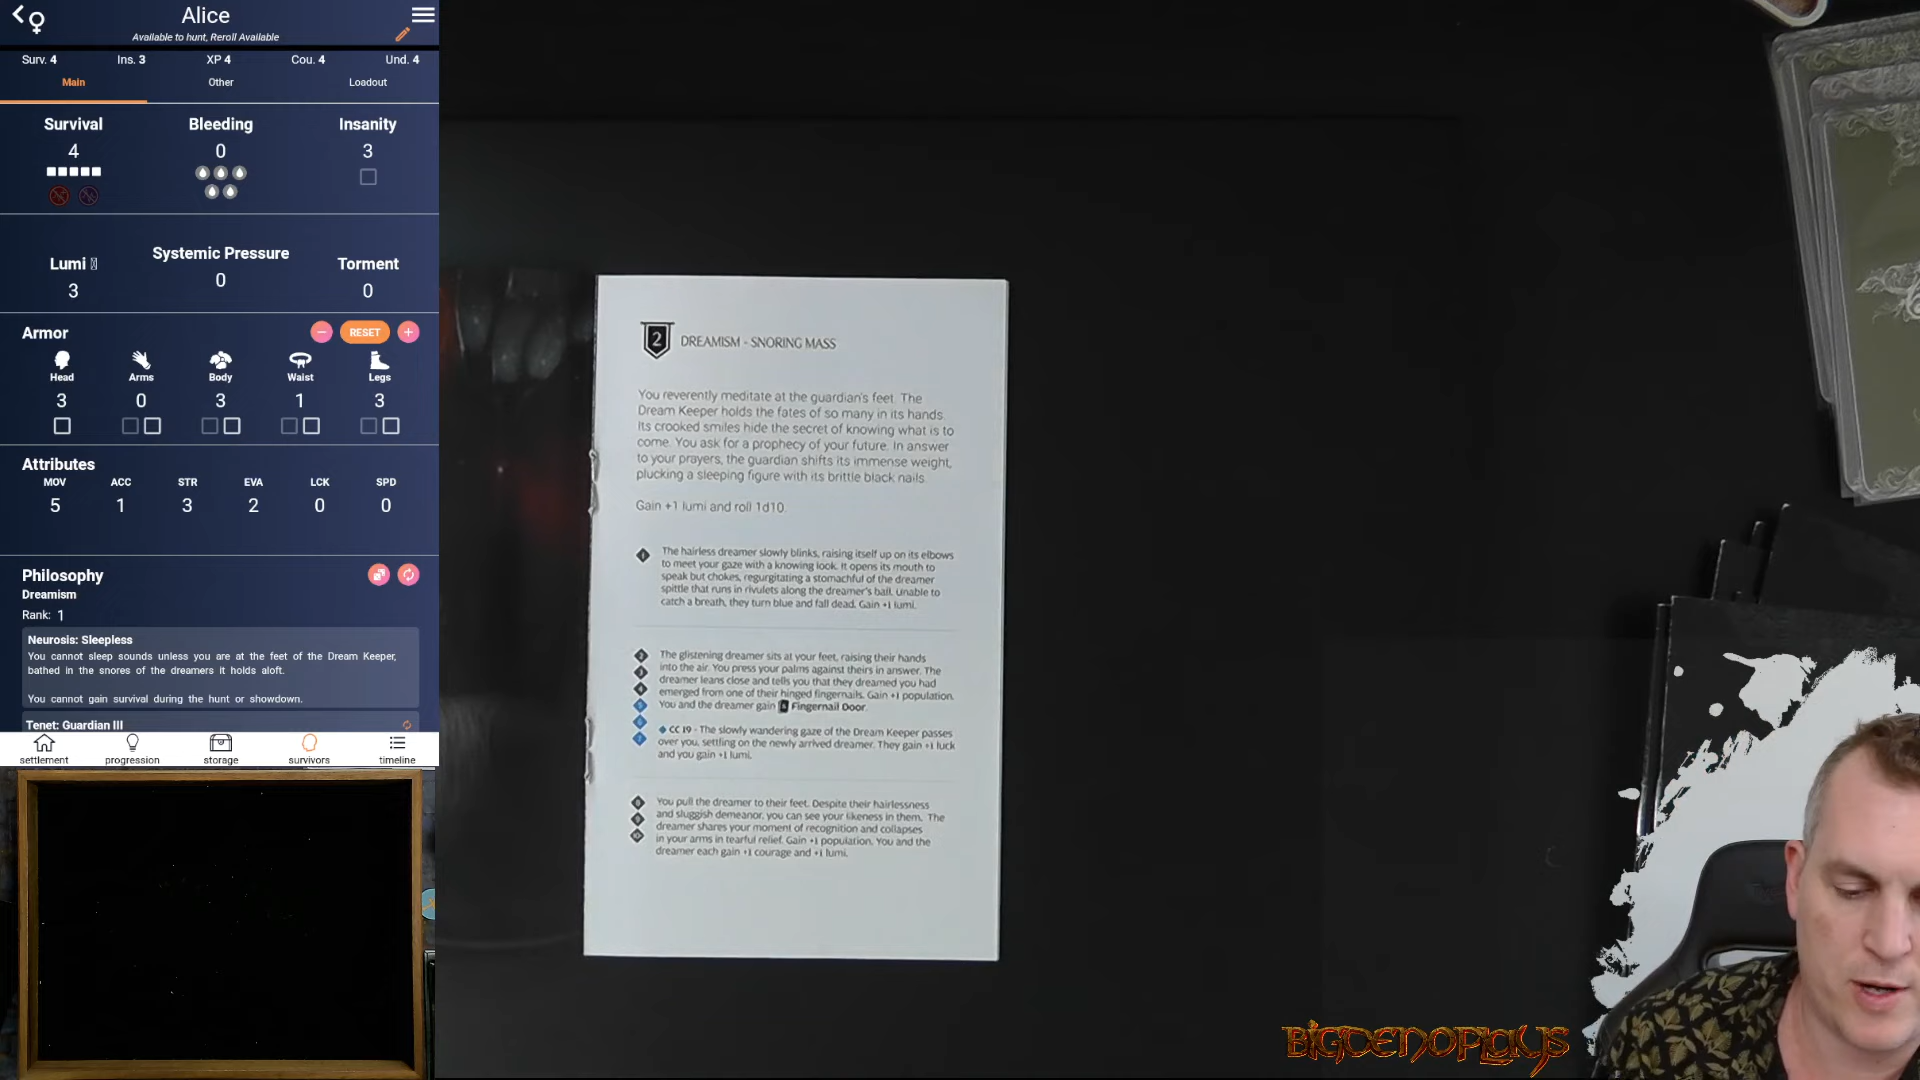 Alice
Available to hunt, Reroll Available
Surv. 4 Ins. 3 XP 4 Cou. 4 Und. 4
Main Other Loadout
Survival Bleeding Insanity
4 0 3
Lumi Systemic Pressure Torment
3 0 0
Armor
RESET
Head Arms Body Waist Legs
3 0 3 1 3
Attributes
MOV ACC STR EVA LCK SPD
5 1 3 2 0 0
Philosophy
Dreamism
Rank: 1
Neurosis: Sleepless
You cannot sleep sounds unless you are at the feet of the Dream Keeper,
bathed in the snores of the dreamers it holds aloft.
You cannot gain survival during the hunt or showdown.
Tenet: Guardian III
settlement progression storage survivors timeline
2 DREAMISM - SNORING MASS
You reverently meditate at the guardian's feet. The
Dream Keeper holds the fates of so many in its hands.
Its crooked smiles hide the secret of knowing what is to
come. You ask for a prophecy of your future. In answer
to your prayers, the guardian shifts its immense weight,
plucking a sleeping figure with its brittle black nails.
Gain +1 lumi and roll 1d10.
1
The hairless dreamer slowly blinks, raising itself up on its elbows
to meet your gaze with a knowing look. It opens its mouth to
speak but chokes, regurgitating a stomachful of the dreamer
spittle that runs in rivulets along the dreamer's ball. Unable to
catch a breath, they turn blue and fall dead. Gain +1 lumi.
2 The glistening dreamer sits at your feet, raising their hands
3 into the air. You press your palms against theirs in answer. The
4 dreamer leans close and tells you that they dreamed you had
emerged from one of their hinged fingernails. Gain +1 population.
5 You and the dreamer gain Fingernail Door.
6
7 CC 19 - The slowly wandering gaze of the Dream Keeper passes
over you, settling on the newly arrived dreamer. They gain +1 luck
and you gain +1 lumi.
8 You pull the dreamer to their feet. Despite their hairlessness
and sluggish demeanor, you can see your likeness in them. The
9 dreamer shares your moment of recognition and collapses
10+ in your arms in tearful relief. Gain +1 population. You and the
dreamer each gain +1 courage and +1 lumi.
BIGDENOPLAYS